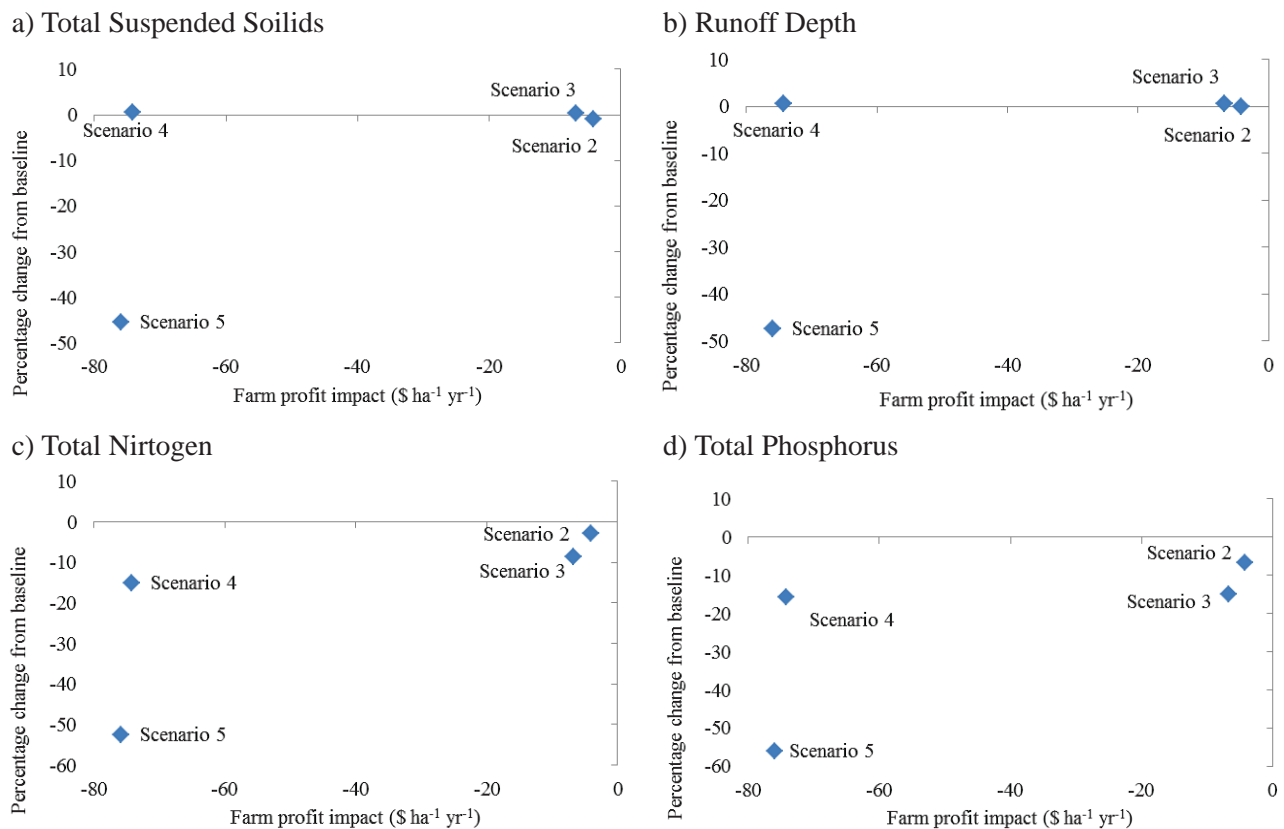 a) Total Suspended Soilids
10
0
-10
-20
-30
-40
-50
-80
-60
-40
-20
0
Scenario 3
Scenario 4
Scenario 2
Scenario 5
Percentage change from baseline
Farm profit impact ($ ha-1 yr-1)
b) Runoff Depth
10
0
-10
-20
-30
-40
-50
-80
-60
-40
-20
0
Scenario 3
Scenario 4
Scenario 2
Scenario 5
Percentage change from baseline
Farm profit impact ($ ha-1 yr-1)
c) Total Nirtogen
10
0
-10
-20
-30
-40
-50
-60
-80
-60
-40
-20
0
Scenario 2
Scenario 3
Scenario 4
Scenario 5
Percentage change from baseline
Farm profit impact ($ ha-1 yr-1)
d) Total Phosphorus
10
0
-10
-20
-30
-40
-50
-60
-80
-60
-40
-20
0
Scenario 2
Scenario 3
Scenario 4
Scenario 5
Percentage change from baseline
Farm profit impact ($ ha-1 yr-1)